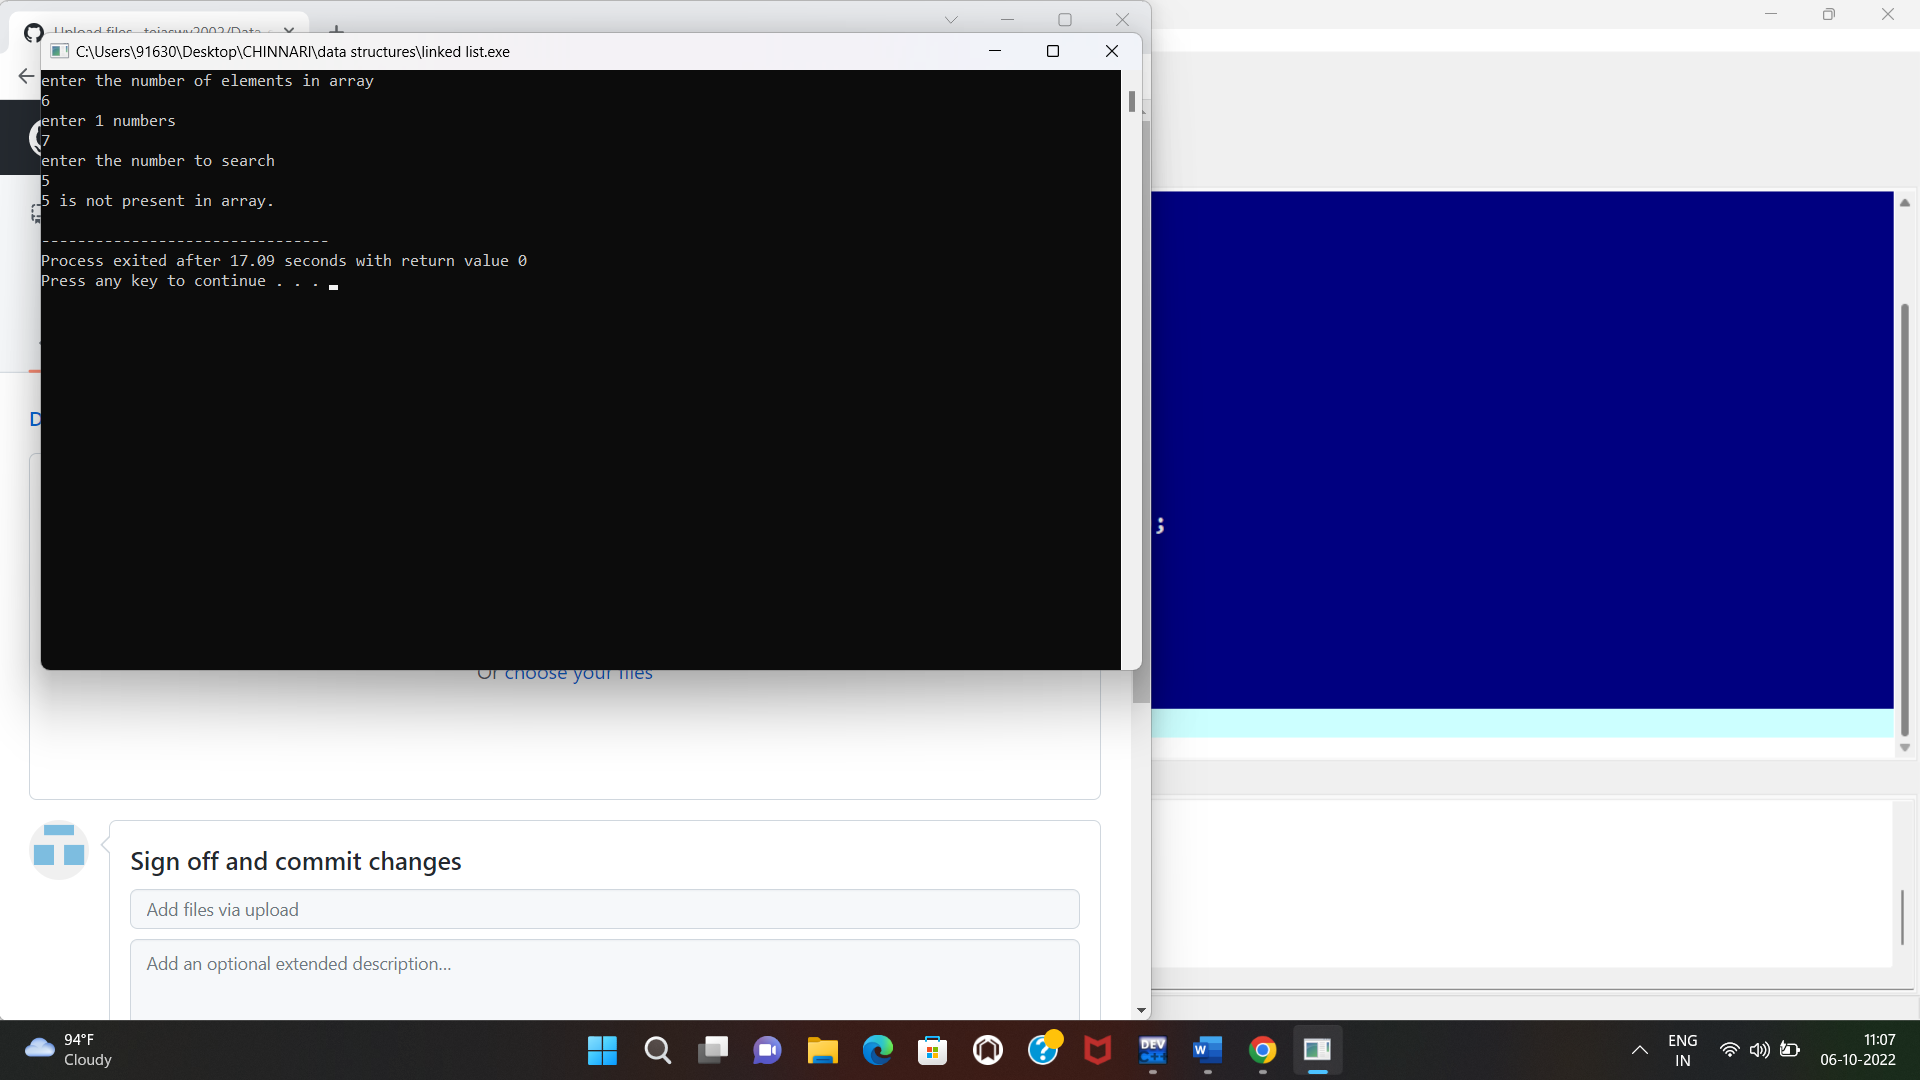 Upload files · tejaswy2002/Data
C:\Users\91630\Desktop\CHINNARI\data structures\linked list.exe
enter the number of elements in array
6
enter 1 numbers
7
enter the number to search
5
5 is not present in array.
--------------------------------
Process exited after 17.09 seconds with return value 0
Press any key to continue . . .
;
D
Or choose your files
Sign off and commit changes
Add files via upload
Add an optional extended description...
94°F
Cloudy
DEV
C++
W
ENG
IN
11:07
06-10-2022